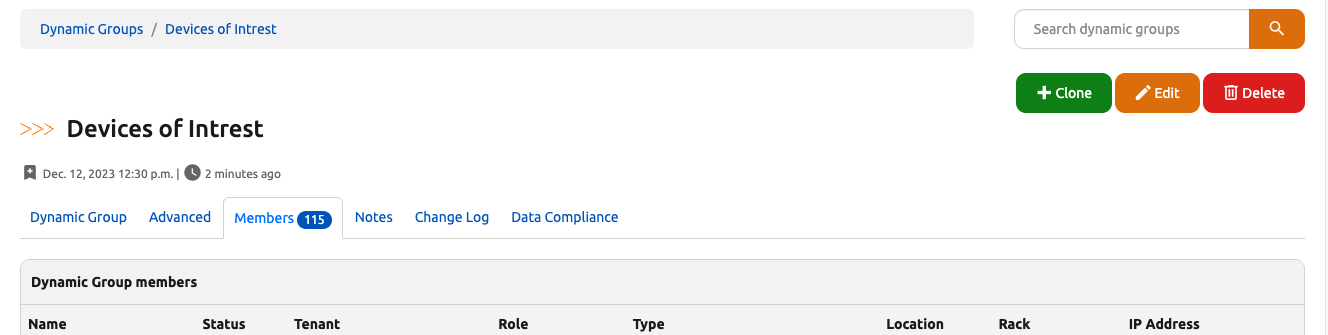 Dynamic Groups / Devices of Intrest
Search dynamic groups
Clone Edit Delete
>>> Devices of Intrest
Dec. 12, 2023 12:30 p.m. | 2 minutes ago
Dynamic Group Advanced Members 115 Notes Change Log Data Compliance
Dynamic Group members
Name Status Tenant Role Type Location Rack IP Address